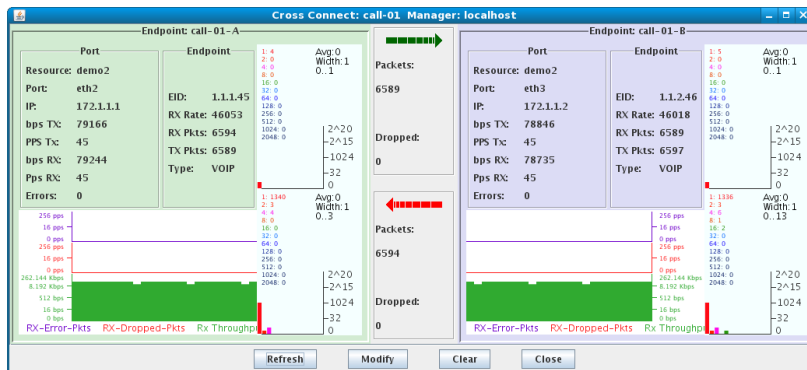 Cross Connect: call-01 Manager: localhost
Endpoint: call-01-A
Port
Resource: demo2
Port: eth2
IP: 172.1.1.1
bps TX: 79166
PPS Tx: 45
bps RX: 79244
Pps RX: 45
Errors: 0
Endpoint
EID: 1.1.1.45
RX Rate: 46053
RX Pkts: 6594
TX Pkts: 6589
Type: VOIP
1: 4
2: 0
4: 0
8: 0
16: 0
32: 0
64: 0
128: 0
256: 0
512: 0
1024: 0
2048: 0
Avg:0
Width:1
0..1
2^20
2^15
1024
32
0
1: 1340
2: 3
4: 4
8: 0
16: 0
32: 0
64: 0
128: 0
256: 0
512: 0
1024: 0
2048: 0
Avg:0
Width:1
0..3
2^20
2^15
1024
32
0
256 pps
16 pps
0 pps
256 pps
16 pps
0 pps
262.144 Kbps
8.192 Kbps
512 bps
16 bps
0 bps
RX-Error-Pkts RX-Dropped-Pkts Rx Throughp
Packets:
6589
Dropped:
0
Packets:
6594
Dropped:
0
Endpoint: call-01-B
Port
Resource: demo2
Port: eth3
IP: 172.1.1.2
bps TX: 78846
PPS Tx: 45
bps RX: 78735
Pps RX: 45
Errors: 0
Endpoint
EID: 1.1.2.46
RX Rate: 46018
RX Pkts: 6589
TX Pkts: 6597
Type: VOIP
1: 5
2: 0
4: 0
8: 0
16: 0
32: 0
64: 0
128: 0
256: 0
512: 0
1024: 0
2048: 0
Avg:0
Width:1
0..1
2^20
2^15
1024
32
0
1: 1336
2: 3
4: 6
8: 1
16: 2
32: 0
64: 0
128: 0
256: 0
512: 0
1024: 0
2048: 0
Avg:0
Width:1
0..13
2^20
2^15
1024
32
0
256 pps
16 pps
0 pps
256 pps
16 pps
0 pps
262.144 Kbps
8.192 Kbps
512 bps
16 bps
0 bps
RX-Error-Pkts RX-Dropped-Pkts Rx Throughp
Refresh
Modify
Clear
Close